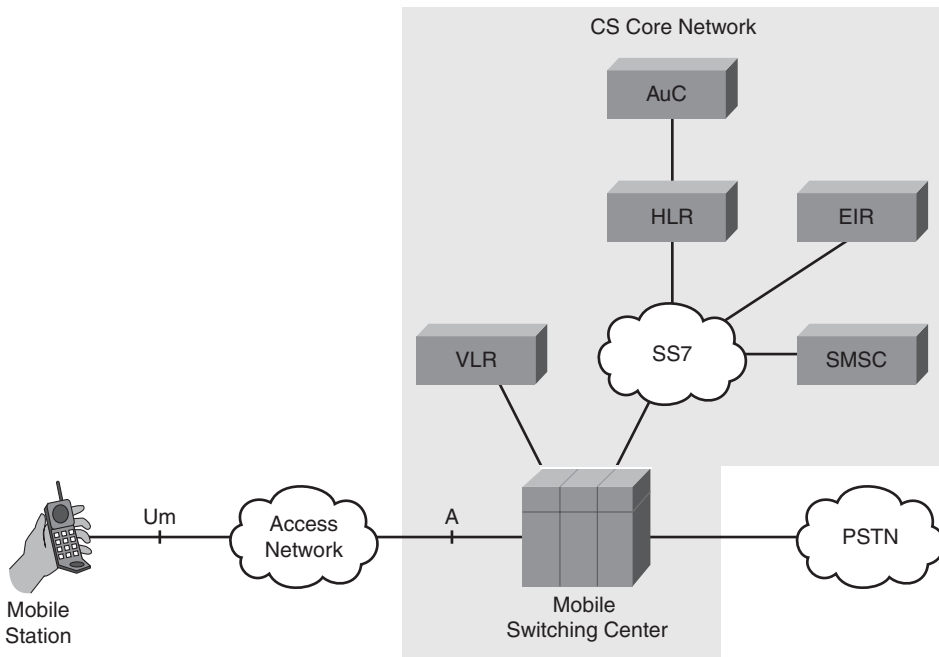 CS Core Network
AuC
HLR
EIR
VLR
SS7
SMSC
Um
Access
Network
A
PSTN
Mobile
Station
Mobile
Switching Center